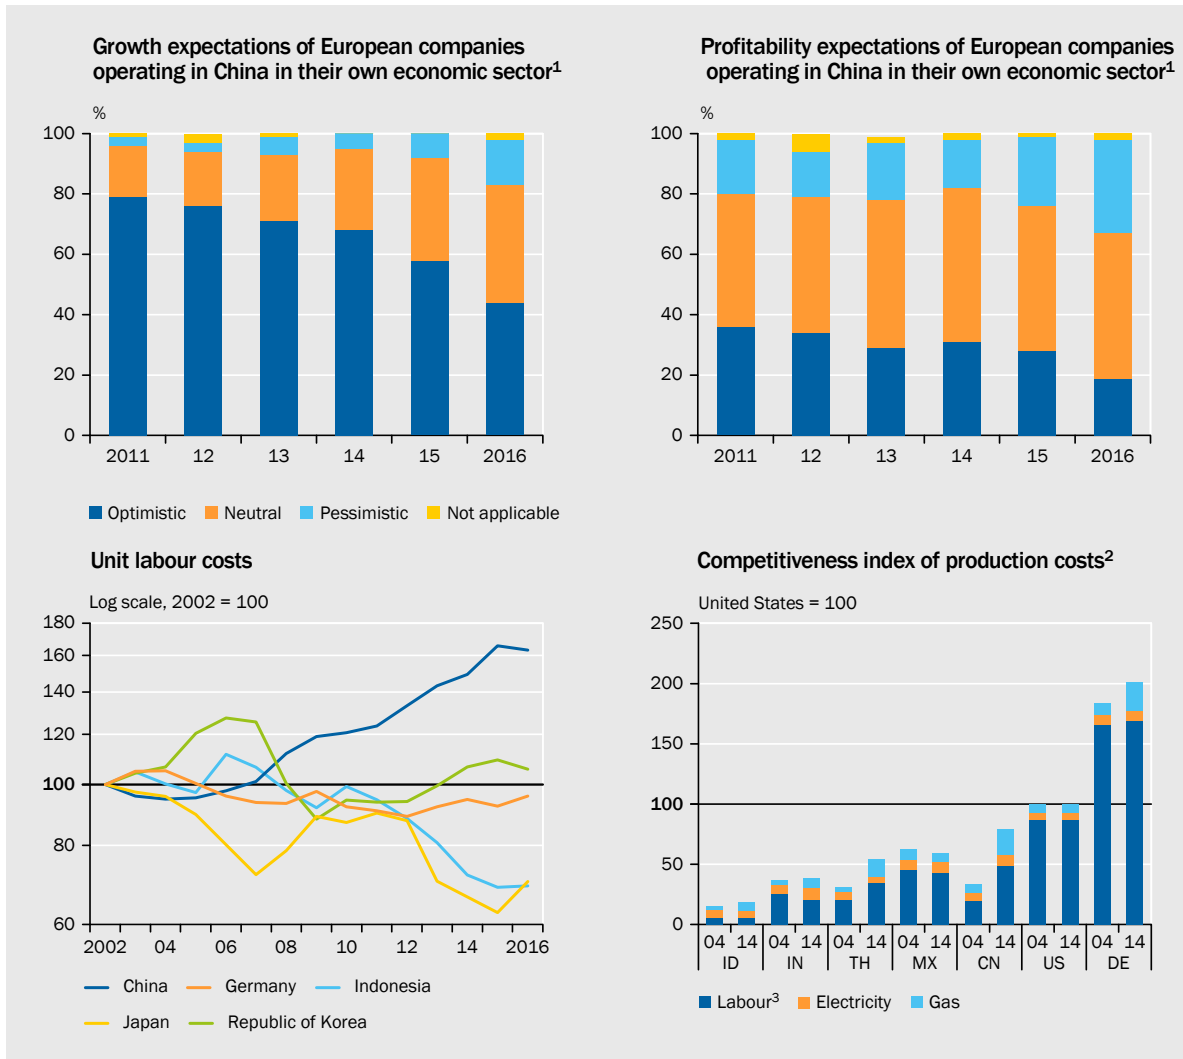 Growth expectations of European companies
operating in China in their own economic sector¹
%
100
80
60
40
20
0
2011 12 13 14 15 2016
Optimistic Neutral Pessimistic Not applicable
Profitability expectations of European companies
operating in China in their own economic sector¹
%
100
80
60
40
20
0
2011 12 13 14 15 2016
Unit labour costs
Log scale, 2002 = 100
180
160
140
120
100
80
60
2002 04 06 08 10 12 14 2016
China Germany Indonesia
Japan Republic of Korea
Competitiveness index of production costs²
United States = 100
250
200
150
100
50
0
04 14 04 14 04 14 04 14 04 14 04 14 04 14
ID IN TH MX CN US DE
Labour³ Electricity Gas